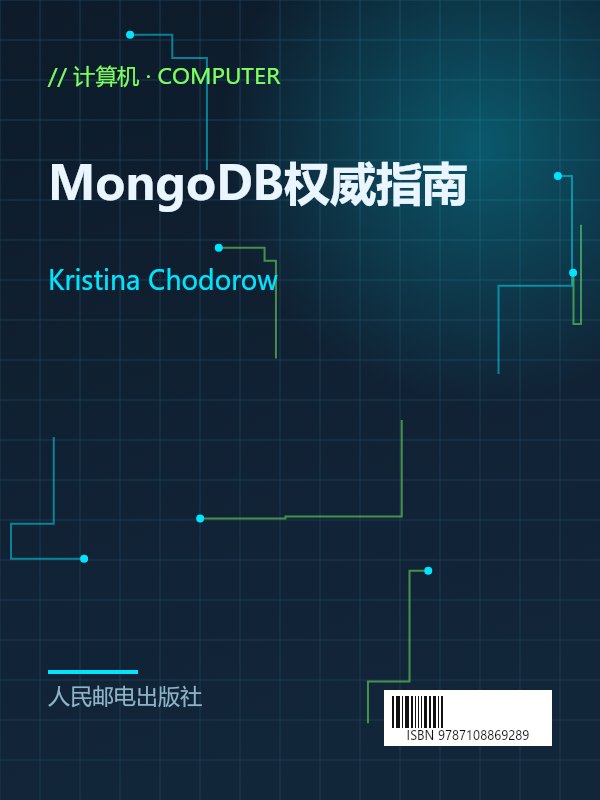 // 计算机 · COMPUTER
MongoDB权威指南
Kristina Chodorow
人民邮电出版社
ISBN 9787108869289